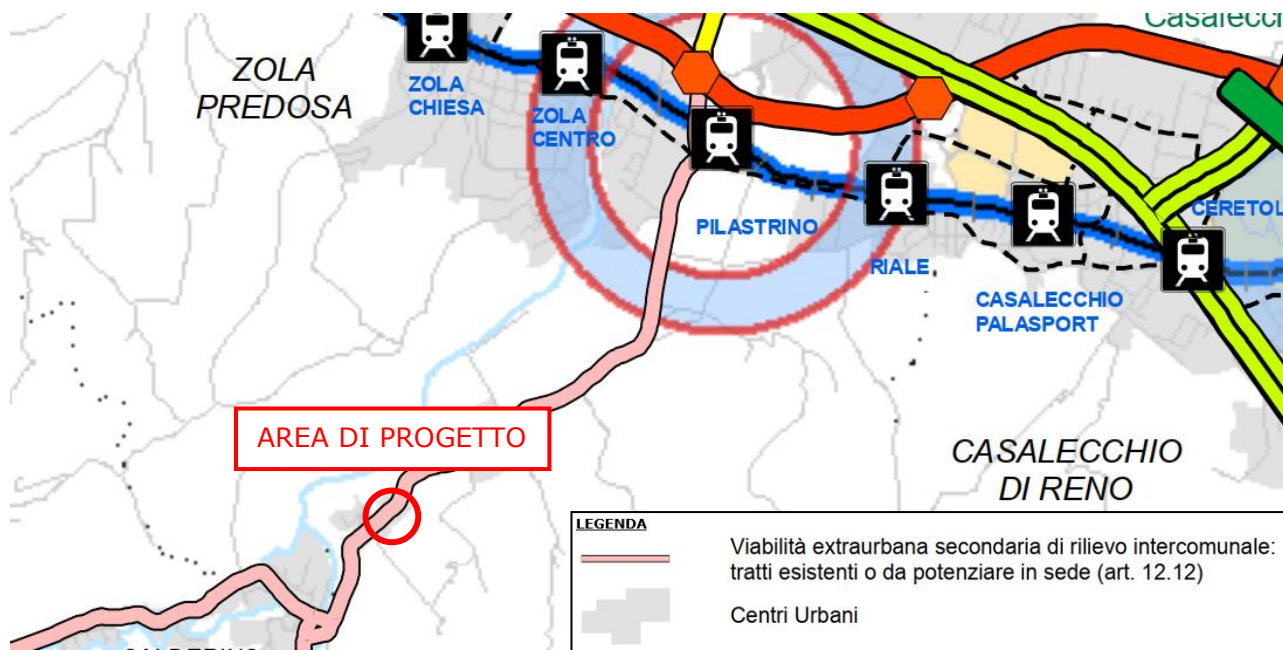 Casalecc
ZOLA
PREDOSA
ZOLA
CHIESA
ZOLA
CENTRO
PILASTRINO
RIALE
CERETOL
CASALECCHIO
PALASPORT
AREA DI PROGETTO
CASALECCHIO
DI RENO
LEGENDA
Viabilità extraurbana secondaria di rilievo intercomunale:
tratti esistenti o da potenziare in sede (art. 12.12)
Centri Urbani